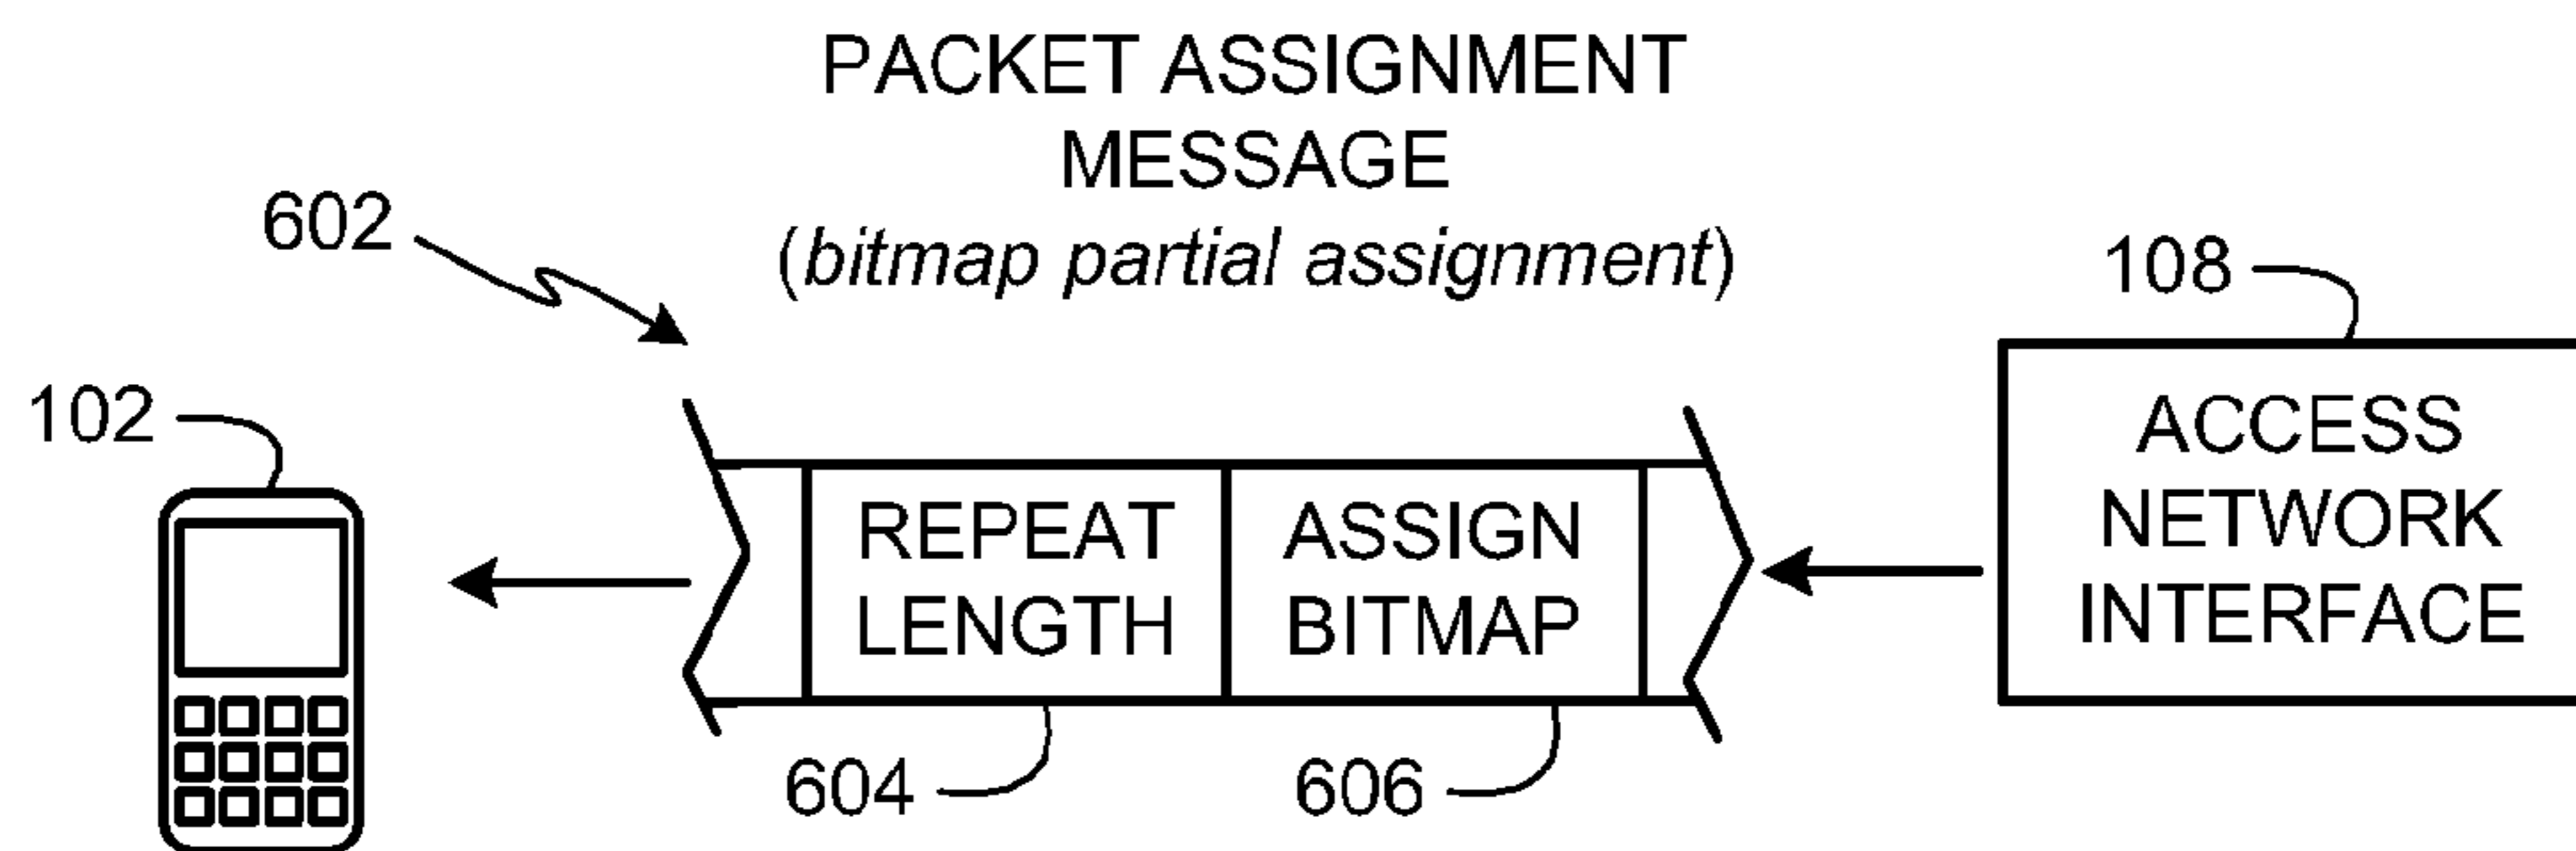 PACKET ASSIGNMENT
MESSAGE
(bitmap partial assignment)
602
108
102
ACCESS
NETWORK
INTERFACE
REPEAT
LENGTH
ASSIGN
BITMAP
604
606